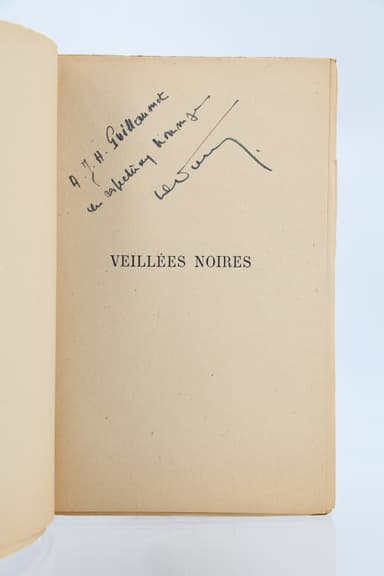 A J. H. Guillaumet
en respectueux hommage
VEILLÉES NOIRES